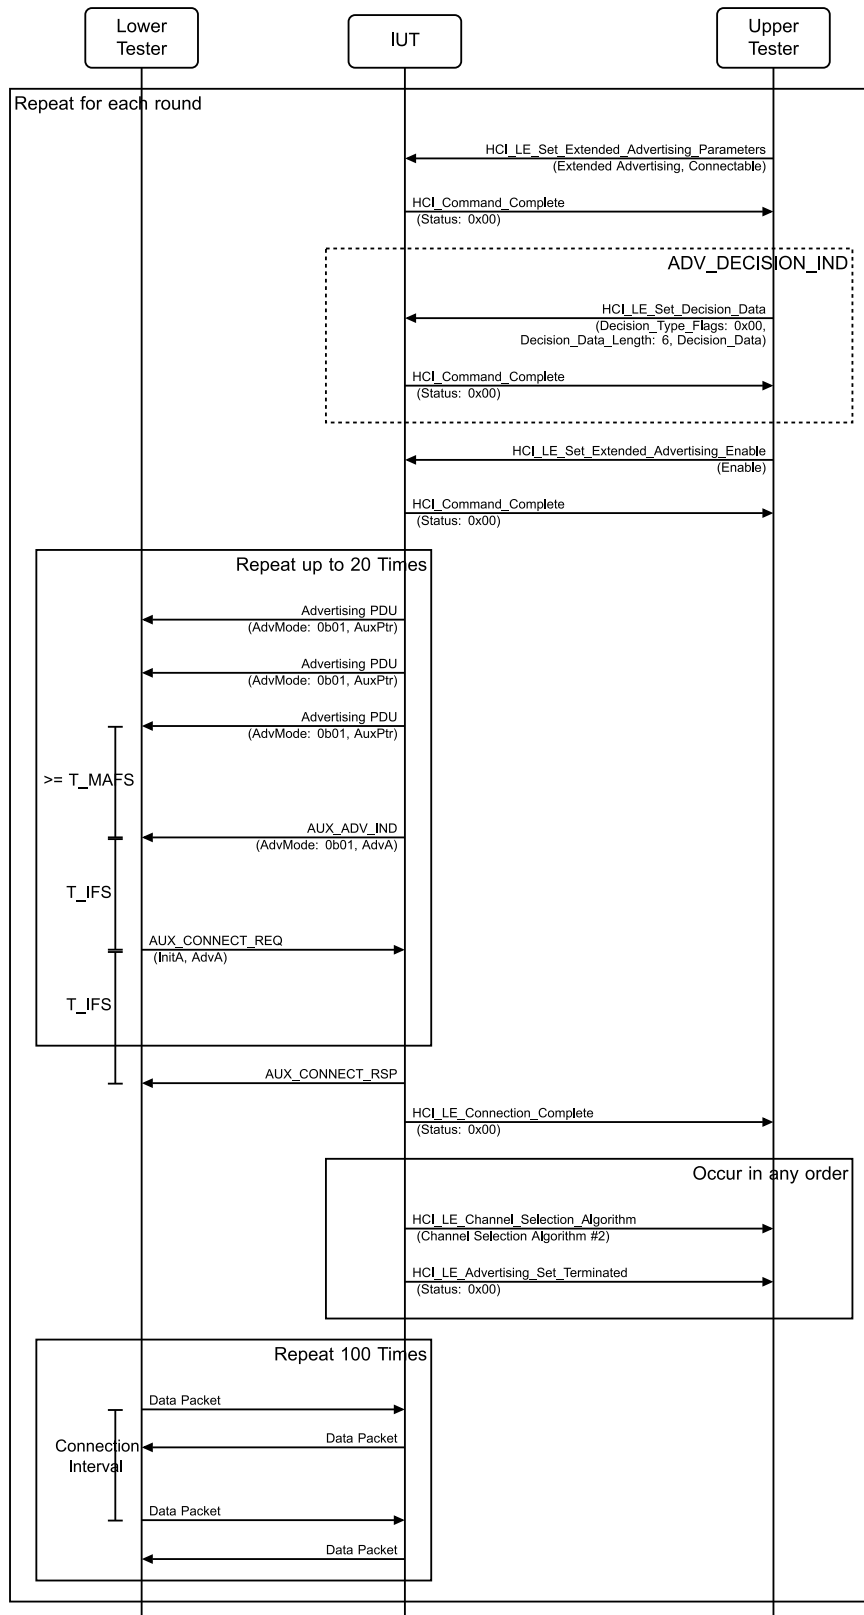 Lower
Tester
IUT
Upper
Tester
Repeat for each round
HCI_LE_Set_Extended_Advertising_Parameters
(Extended Advertising, Connectable)
HCI_Command_Complete
(Status: 0x00)
ADV_DECISION_IND
HCI_LE_Set_Decision_Data
(Decision_Type_Flags: 0x00,
Decision_Data_Length: 6, Decision_Data)
HCI_Command_Complete
(Status: 0x00)
HCI_LE_Set_Extended_Advertising_Enable
(Enable)
HCI_Command_Complete
(Status: 0x00)
Repeat up to 20 Times
Advertising PDU
(AdvMode: 0b01, AuxPtr)
Advertising PDU
(AdvMode: 0b01, AuxPtr)
Advertising PDU
(AdvMode: 0b01, AuxPtr)
>= T_MAFS
AUX_ADV_IND
(AdvMode: 0b01, AdvA)
T_IFS
AUX_CONNECT_REQ
(InitA, AdvA)
T_IFS
AUX_CONNECT_RSP
HCI_LE_Connection_Complete
(Status: 0x00)
Occur in any order
HCI_LE_Channel_Selection_Algorithm
(Channel Selection Algorithm #2)
HCI_LE_Advertising_Set_Terminated
(Status: 0x00)
Repeat 100 Times
Data Packet
Data Packet
Connection
Interval
Data Packet
Data Packet